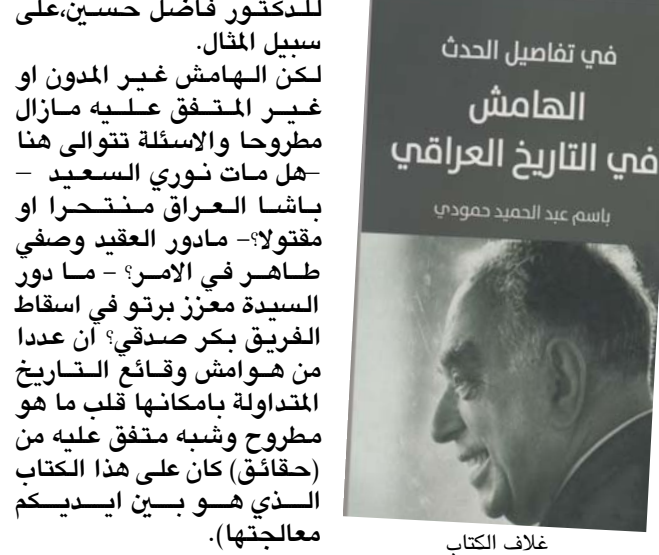 للدكتور فاضل حسين،على
سبيل المثال.
لكن الهامش غير المدون او
غير المتفق عليه مازال
مطروحا والاسئلة تتوالى هنا
–هل مات نوري السعيد –
باشا العراق منتحرا او
مقتولا؟– مادور العقيد وصفي
طاهر في الامر؟ – ما دور
السيدة معزز برتو في اسقاط
الفريق بكر صدقي؟ ان عددا
من هوامش وقائع التاريخ
المتداولة بامكانها قلب ما هو
مطروح وشبه متفق عليه من
(حقائق) كان على هذا الكتاب
الذي هو بين ايديكم
معالجتها).
في تفاصيل الحدث
الهامش
في التاريخ العراقي
باسم عبد الحميد حمودي
غلاف الكتاب